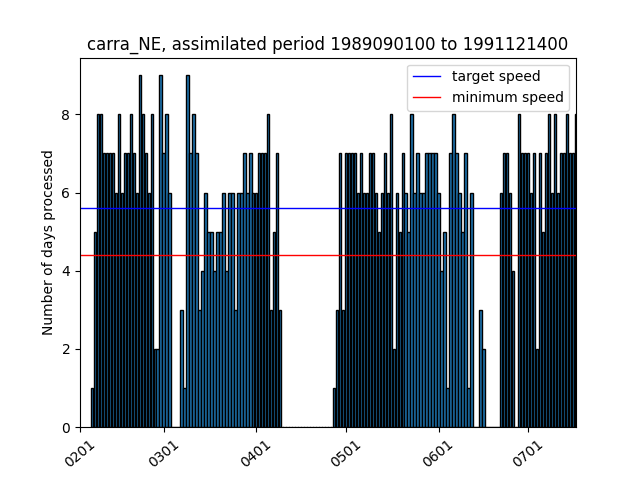 carra_NE, assimilated period 1989090100 to 1991121400
target speed
minimum speed
Number of days processed
8
6
4
2
0
0201
0301
0401
0501
0601
0701